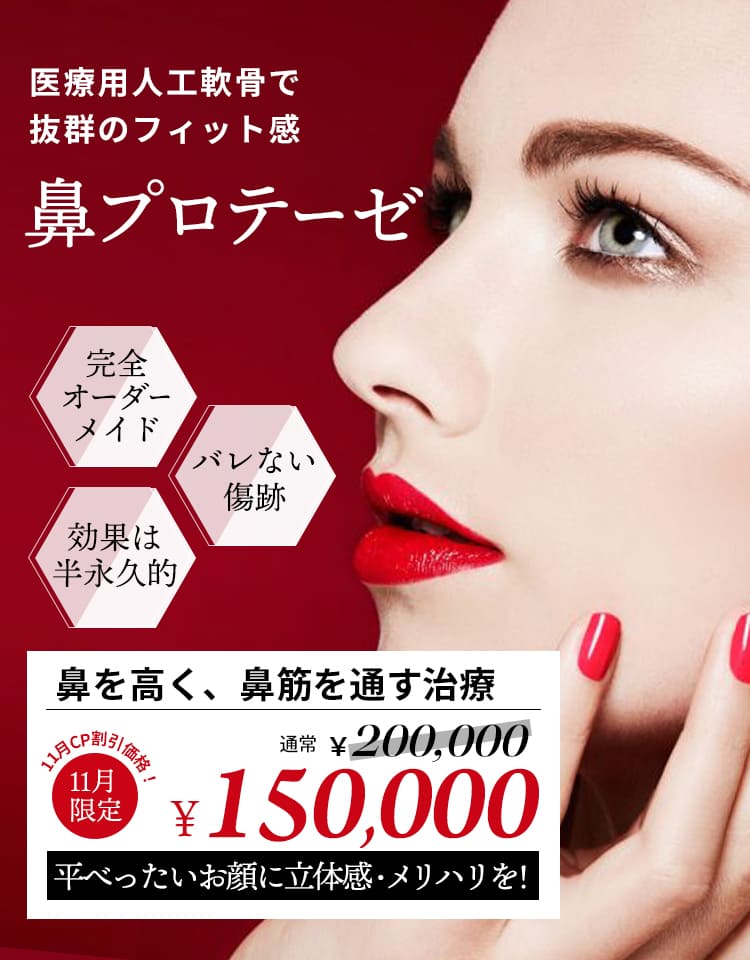 医療用人工軟骨で
抜群のフィット感
鼻プロテーゼ
完全
オーダー
メイド
バレない
傷跡
効果は
半永久的
鼻を高く、鼻筋を通す治療
11月CP割引価格！
11月
限定
通常 ¥200,000
¥150,000
平べったいお顔に立体感・メリハリを！